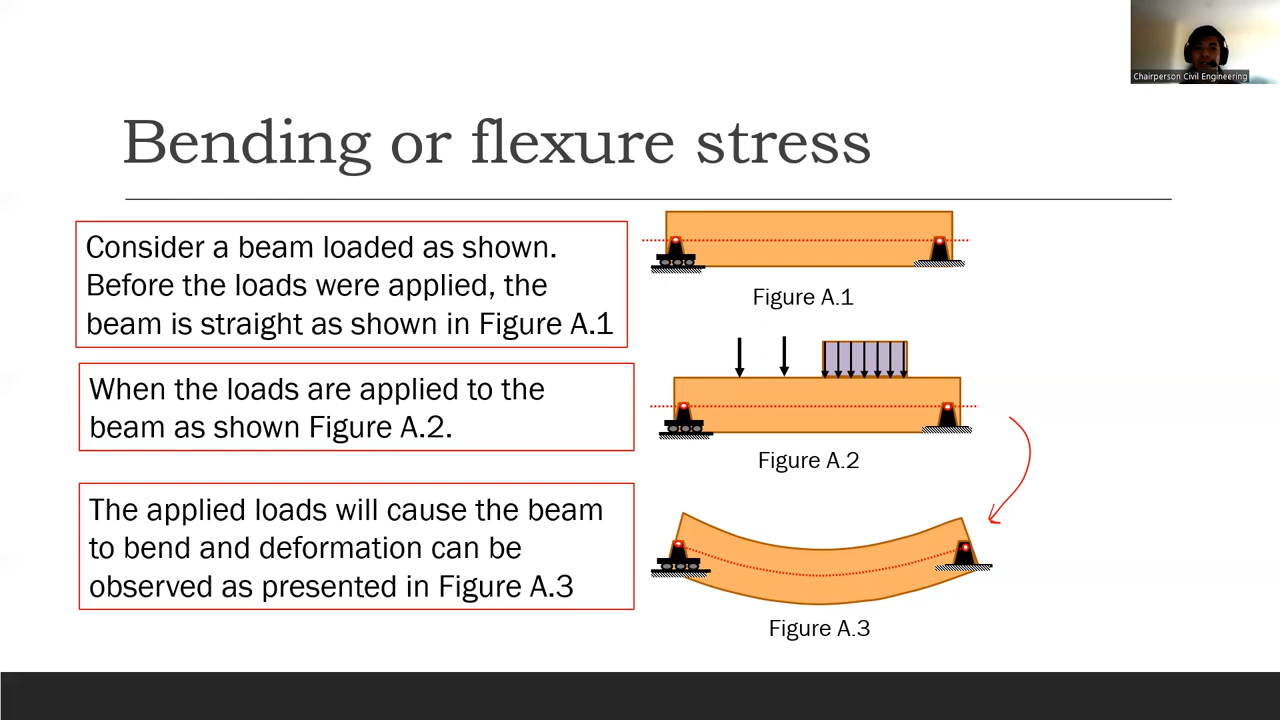 Chairperson Civil Engineering
Bending or flexure stress
Consider a beam loaded as shown.
Before the loads were applied, the
beam is straight as shown in Figure A.1
Figure A.1
When the loads are applied to the
beam as shown Figure A.2.
Figure A.2
The applied loads will cause the beam
to bend and deformation can be
observed as presented in Figure A.3
Figure A.3